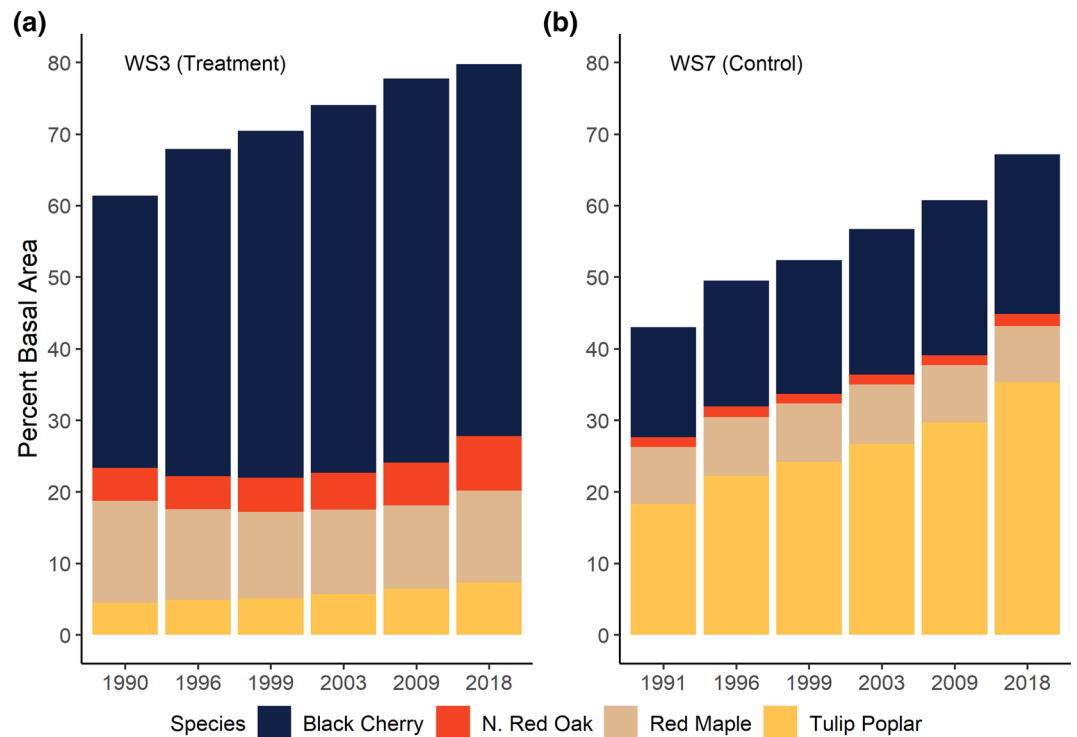 (a)
WS3 (Treatment)
Percent Basal Area
80
70
60
50
40
30
20
10
0
1990 1996 1999 2003 2009 2018
(b)
WS7 (Control)
80
70
60
50
40
30
20
10
0
1991 1996 1999 2003 2009 2018
Species Black Cherry N. Red Oak Red Maple Tulip Poplar